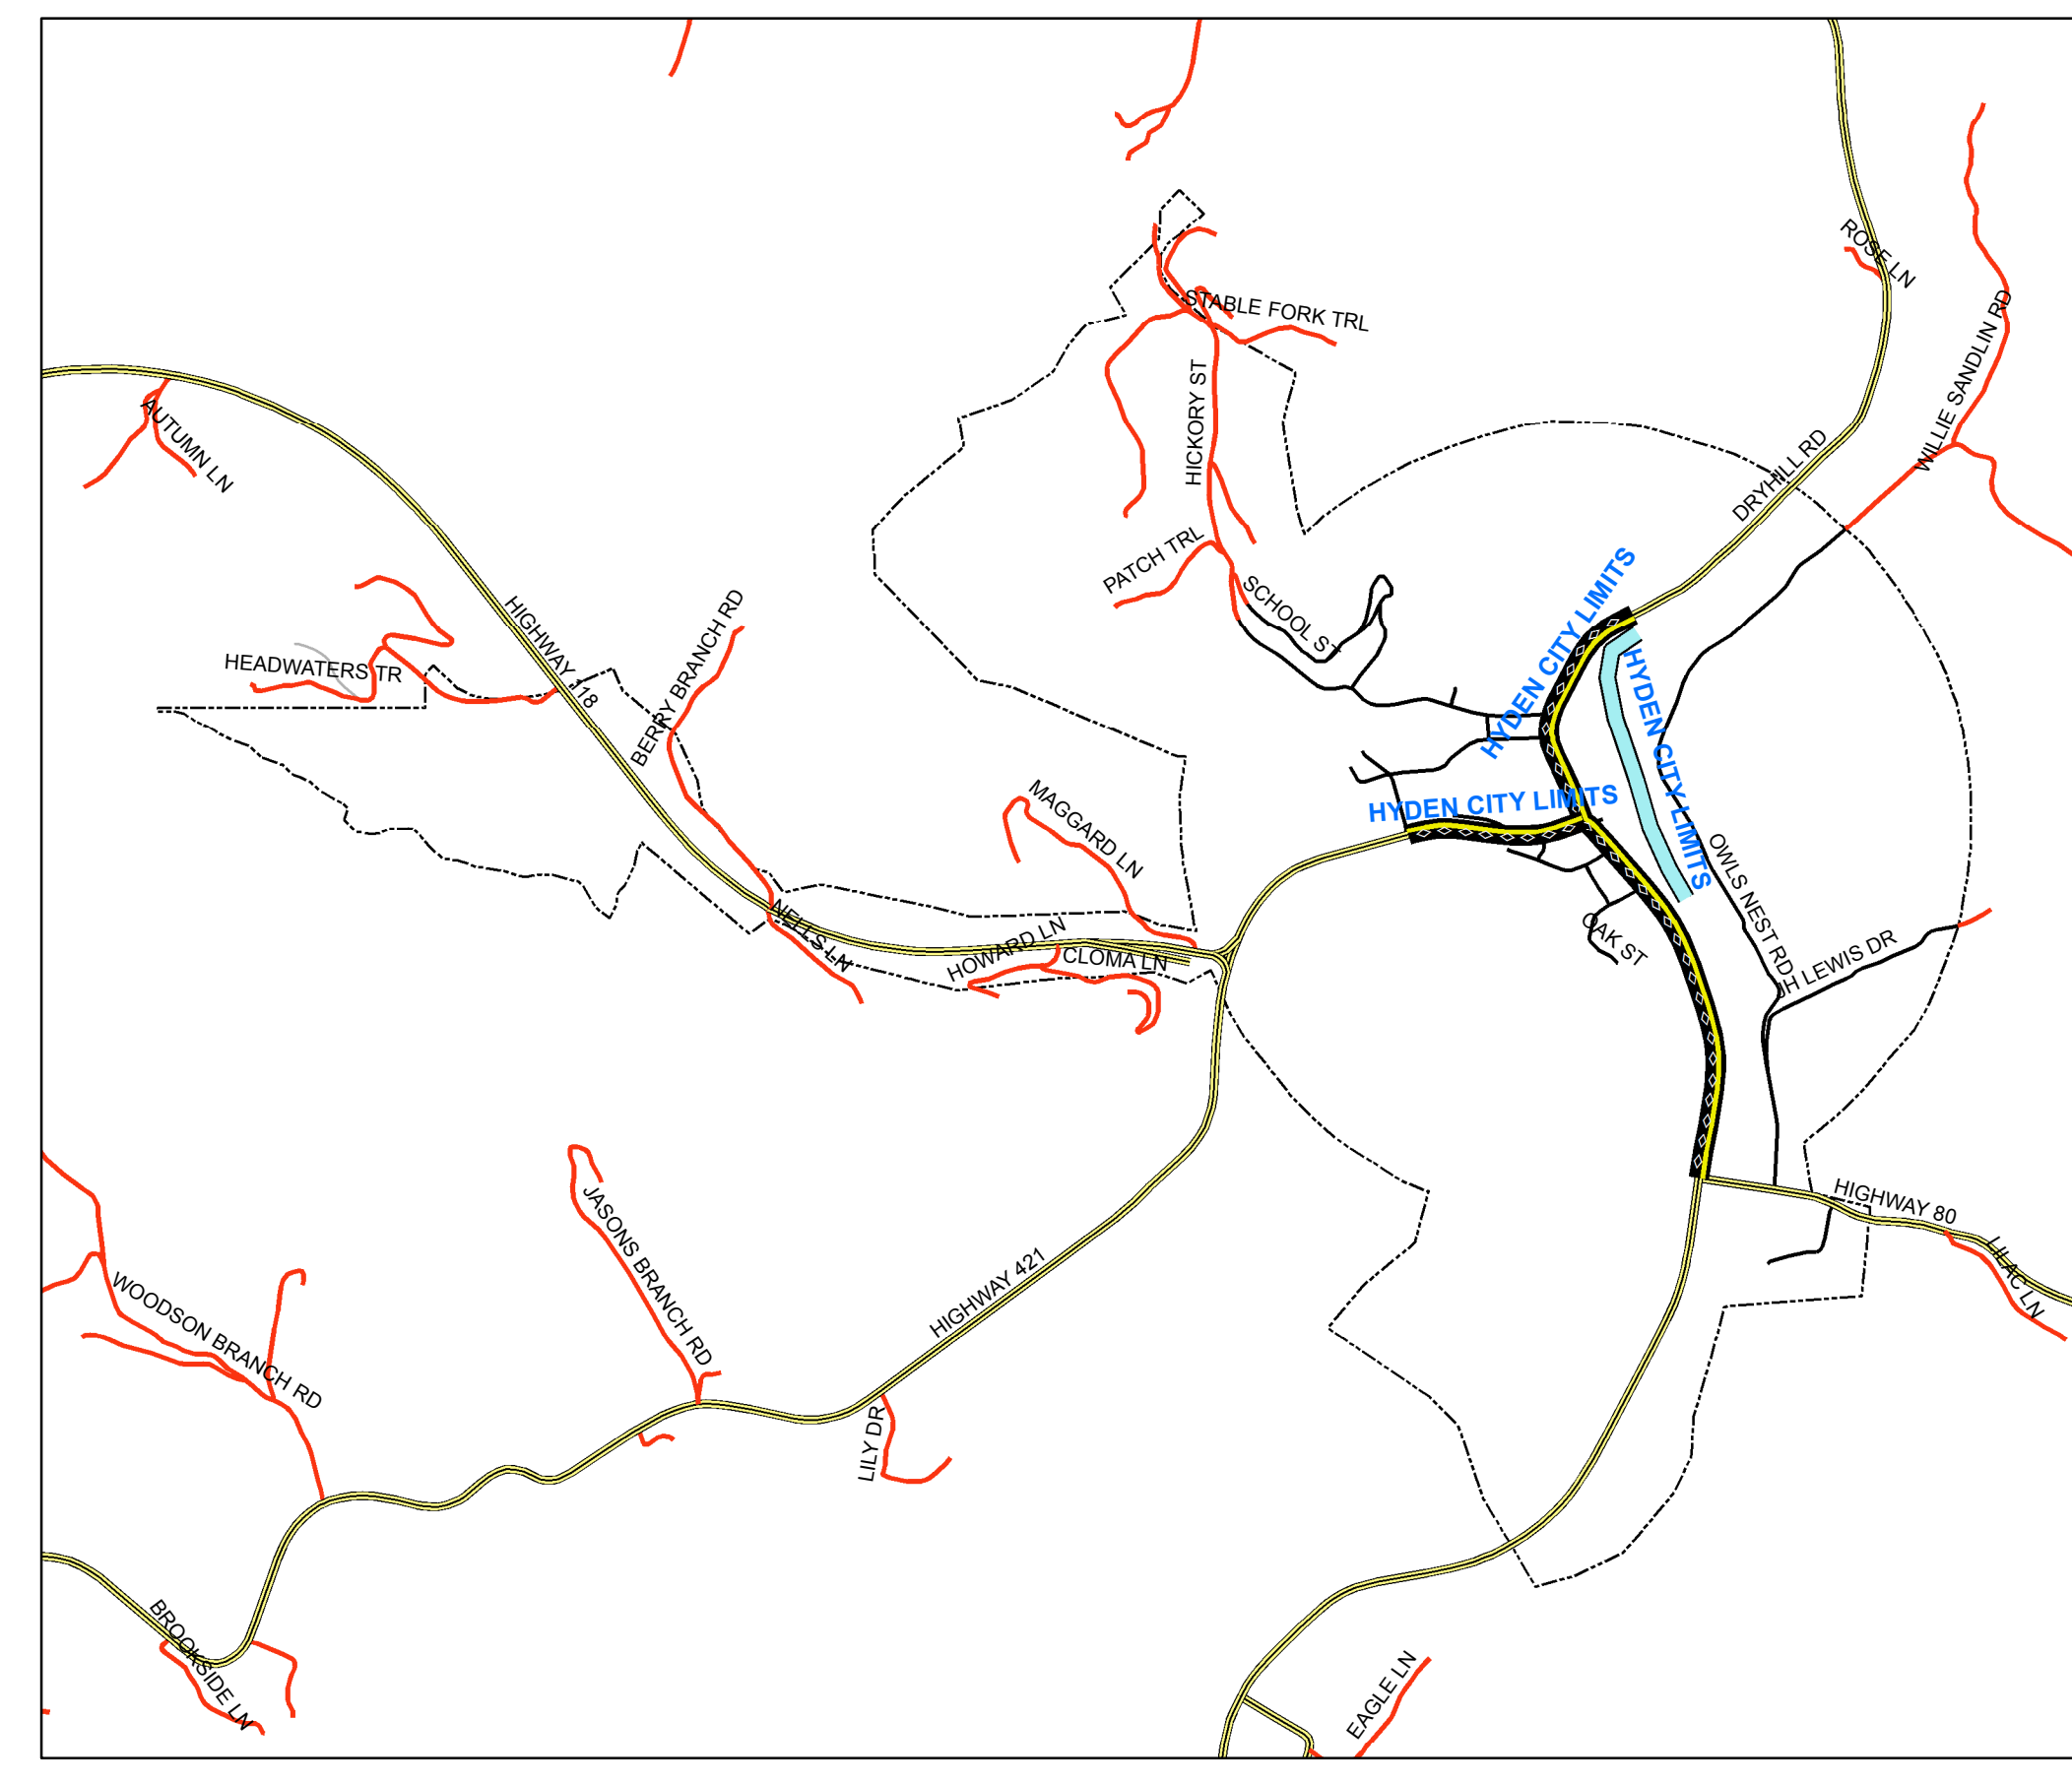 ROSE LN
STABLE FORK TRL
WILLIE SANDLIN RD
HICKORY ST
AUTUMN LN
DRYHILL RD
PATCH TRL
SCHOOL ST
HYDEN CITY LIMITS
HIGHWAY 118
BERRY BRANCH RD
HEADWATERS TR
HYDEN CITY LIMITS
HYDEN CITY LIMITS
MAGGARD LN
OWLS NEST RD
NELLS LN
HOWARD LN
CLOMA LN
OAK ST
JH LEWIS DR
JASONS BRANCH RD
HIGHWAY 80
LILAC LN
HIGHWAY 421
WOODSON BRANCH RD
LILY DR
BROOKSIDE LN
EAGLE LN